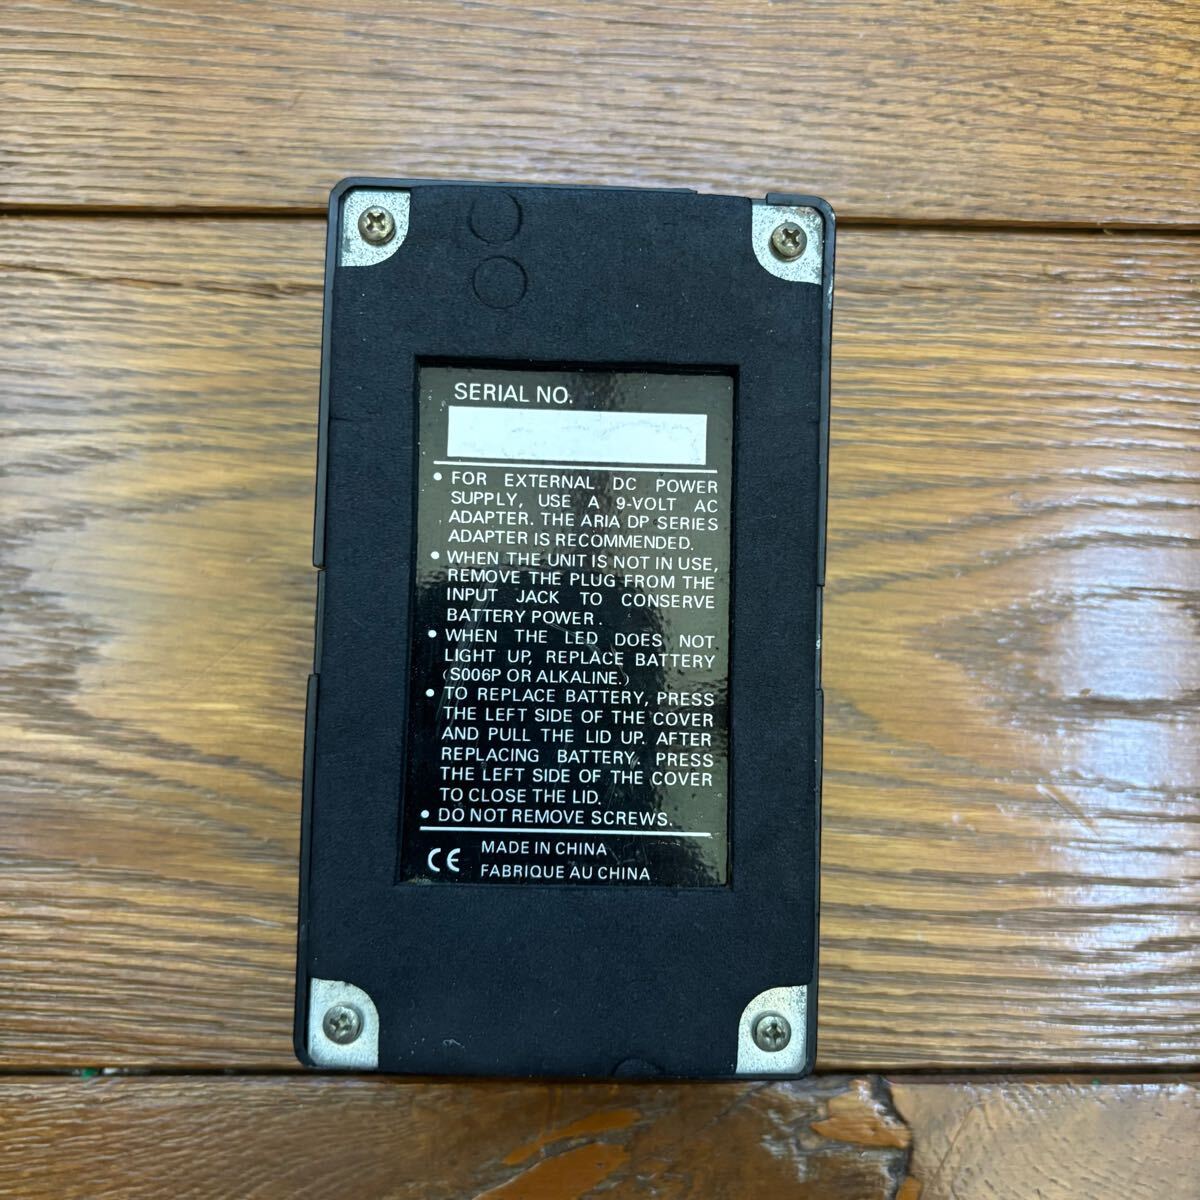 SERIAL NO.
• FOR EXTERNAL DC POWER
SUPPLY, USE A 9-VOLT AC
ADAPTER. THE ARIA DP SERIES
ADAPTER IS RECOMMENDED.
• WHEN THE UNIT IS NOT IN USE,
REMOVE THE PLUG FROM THE
INPUT JACK TO CONSERVE
BATTERY POWER.
• WHEN THE LED DOES NOT
LIGHT UP, REPLACE BATTERY
(S006P OR ALKALINE.)
• TO REPLACE BATTERY, PRESS
THE LEFT SIDE OF THE COVER
AND PULL THE LID UP. AFTER
REPLACING BATTERY. PRESS
THE LEFT SIDE OF THE COVER
TO CLOSE THE LID.
• DO NOT REMOVE SCREWS.
CE MADE IN CHINA
FABRIQUE AU CHINA